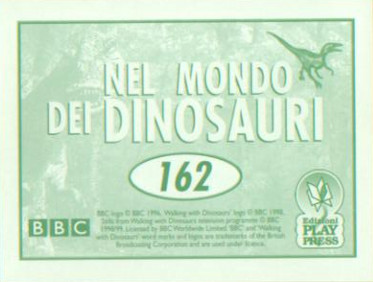 NEL MONDO
DEI DINOSAURI
162
BBC
BBC logo © BBC 1996. 'Walking with Dinosaurs' logo © BBC 1998.
Stills from Walking with Dinosaurs television programme © BBC
1998/99. Licensed by BBC Worldwide Limited. 'BBC' and 'Walking
with Dinosaurs' word marks and logos are trademarks of the British
Broadcasting Corporation and are used under licence.
Edizioni
PLAY
PRESS